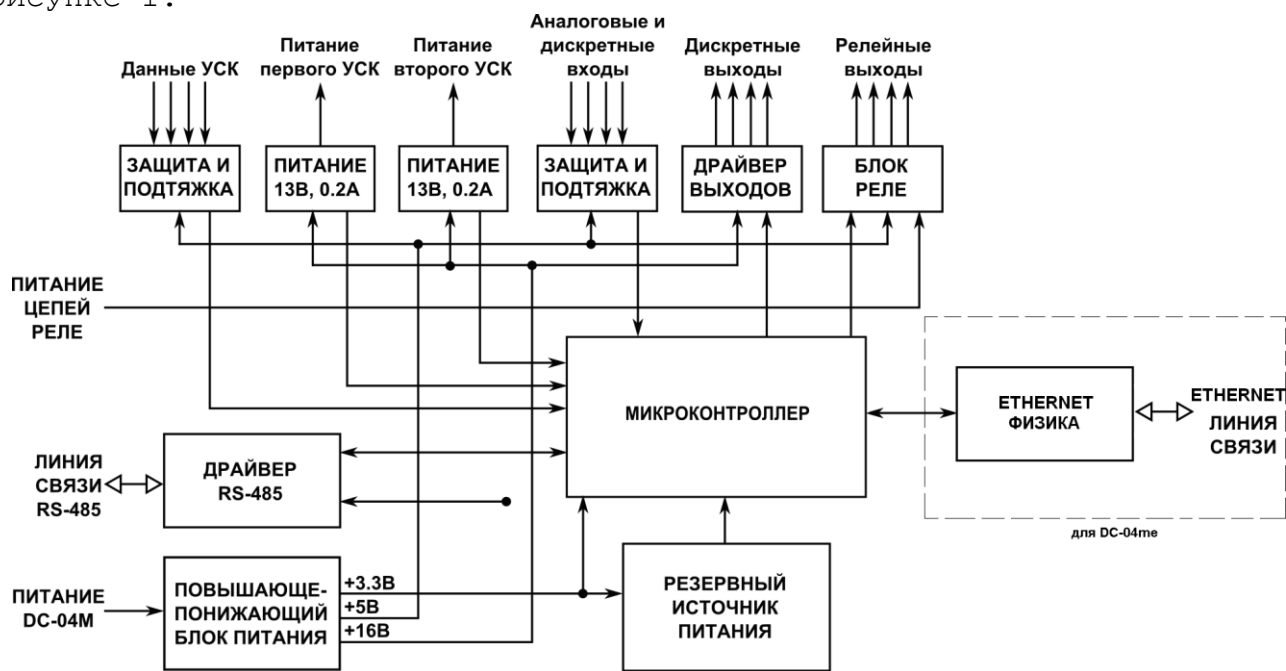 рисунке 1.
Данные УСК
Питание
первого УСК
Питание
второго УСК
Аналоговые и
дискретные
входы
Дискретные
выходы
Релейные
выходы
ЗАЩИТА И
ПОДТЯЖКА
ПИТАНИЕ
13В, 0.2А
ПИТАНИЕ
13В, 0.2А
ЗАЩИТА И
ПОДТЯЖКА
ДРАЙВЕР
ВЫХОДОВ
БЛОК
РЕЛЕ
ПИТАНИЕ
ЦЕПЕЙ
РЕЛЕ
МИКРОКОНТРОЛЛЕР
ETHERNET
ФИЗИКА
ETHERNET
ЛИНИЯ
СВЯЗИ
для DC-04me
ЛИНИЯ
СВЯЗИ
RS-485
ДРАЙВЕР
RS-485
ПИТАНИЕ
DC-04М
ПОВЫШАЮЩЕ-
ПОНИЖАЮЩИЙ
БЛОК ПИТАНИЯ
+3.3В
+5В
+16В
РЕЗЕРВНЫЙ
ИСТОЧНИК
ПИТАНИЯ